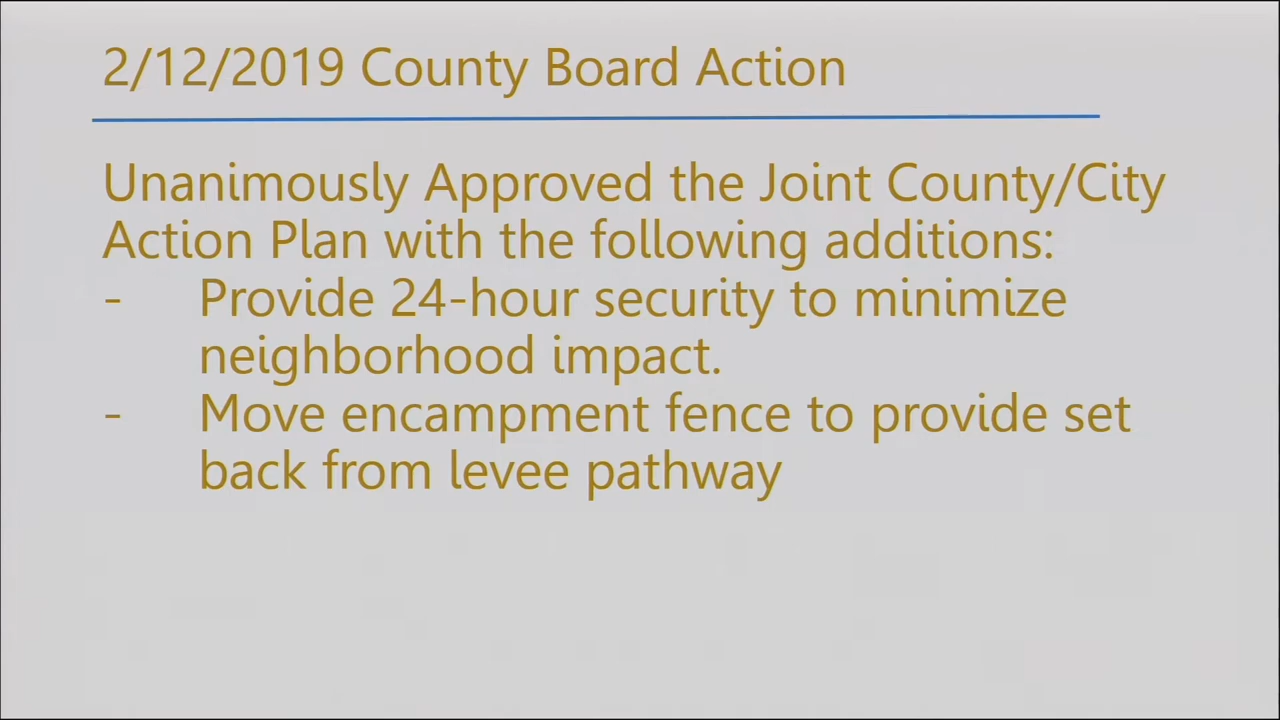 2/12/2019 County Board Action
Unanimously Approved the Joint County/City
Action Plan with the following additions:
- Provide 24-hour security to minimize
neighborhood impact.
- Move encampment fence to provide set
back from levee pathway